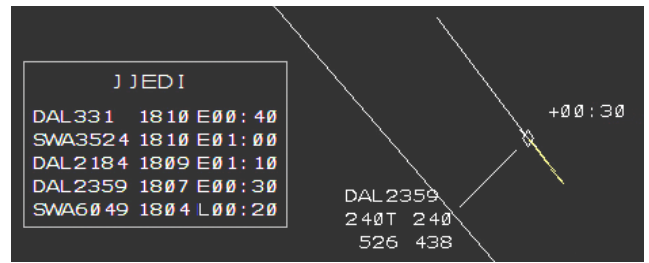 JJEDI
DAL331 1810 E00:40
SWA3524 1810 E01:00
DAL2184 1809 E01:10
DAL2359 1807 E00:30
SWA6049 1804 L00:20
+00:30
DAL2359
240T 240
526 438